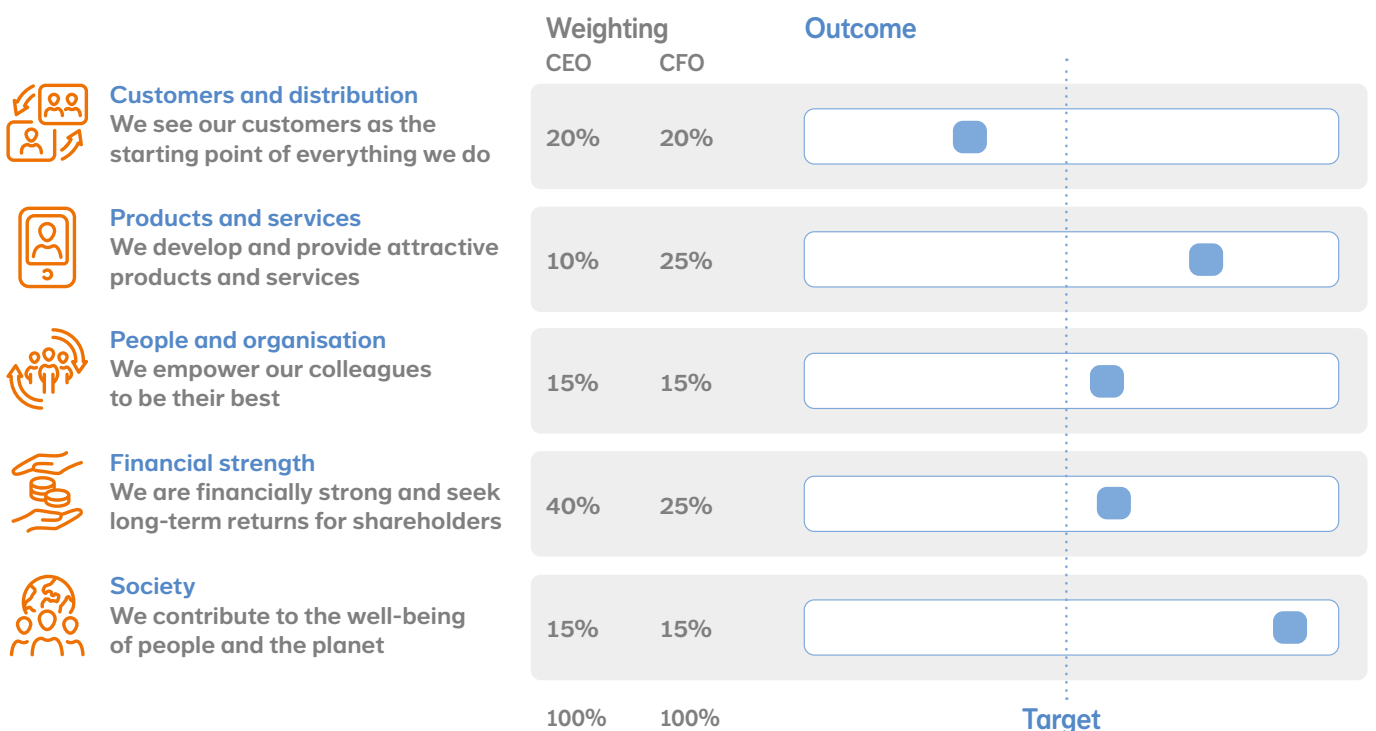 Weighting Outcome
CEO CFO
Customers and distribution
We see our customers as the
starting point of everything we do
20% 20%
Products and services
We develop and provide attractive
products and services
10% 25%
People and organisation
We empower our colleagues
to be their best
15% 15%
Financial strength
We are financially strong and seek
long-term returns for shareholders
40% 25%
Society
We contribute to the well-being
of people and the planet
15% 15%
100% 100% Target